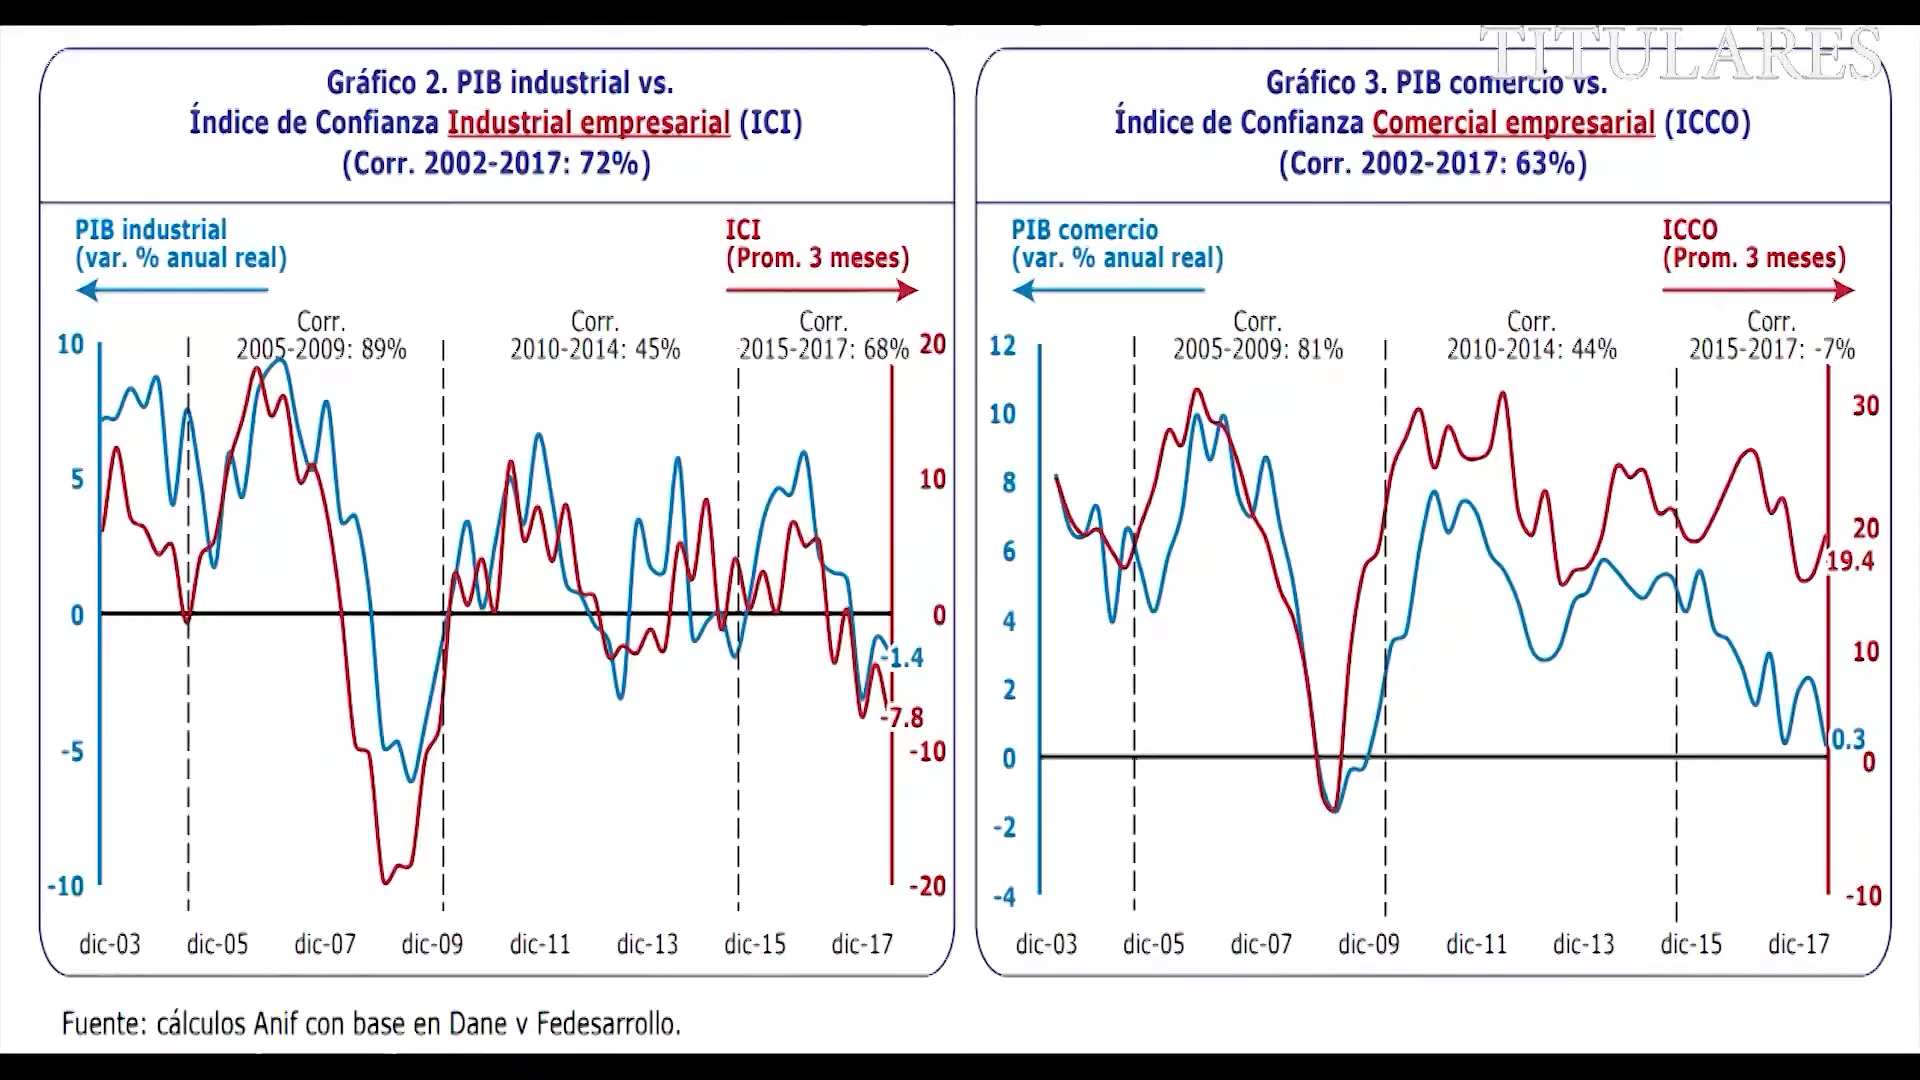 TITULARES
Gráfico 2. PIB industrial vs.
Índice de Confianza Industrial empresarial (ICI)
(Corr. 2002-2017: 72%)
PIB industrial
(var. % anual real)
ICI
(Prom. 3 meses)
Corr.
2005-2009: 89%
Corr.
2010-2014: 45%
Corr.
2015-2017: 68%
10
5
0
-5
-10
20
10
0
-1.4
-7.8
-10
-20
dic-03 dic-05 dic-07 dic-09 dic-11 dic-13 dic-15 dic-17
Gráfico 3. PIB comercio vs.
Índice de Confianza Comercial empresarial (ICCO)
(Corr. 2002-2017: 63%)
PIB comercio
(var. % anual real)
ICCO
(Prom. 3 meses)
Corr.
2005-2009: 81%
Corr.
2010-2014: 44%
Corr.
2015-2017: -7%
12
10
8
6
4
2
0
-2
-4
30
20
19.4
10
0.3
0
-10
dic-03 dic-05 dic-07 dic-09 dic-11 dic-13 dic-15 dic-17
Fuente: cálculos Anif con base en Dane y Fedesarrollo.